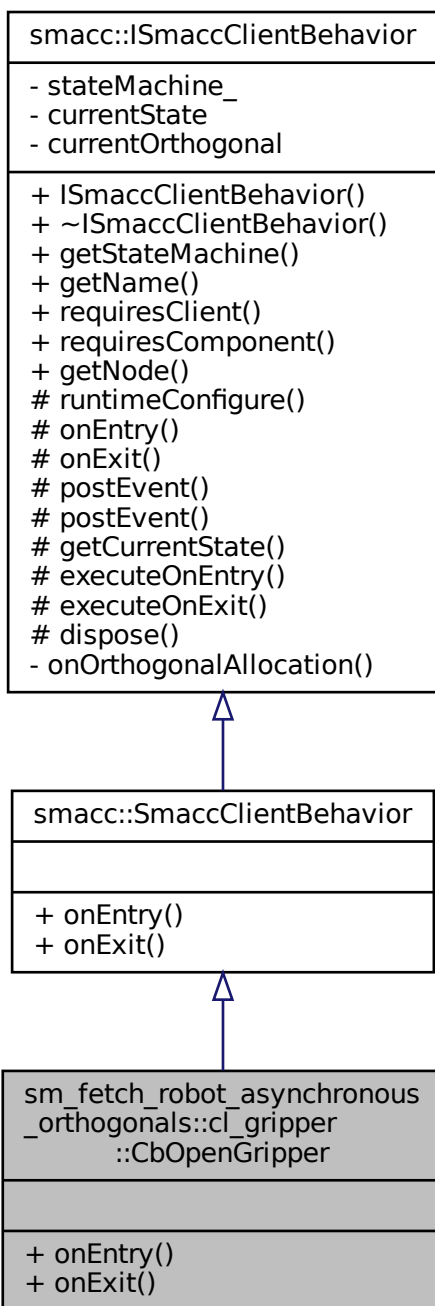 smacc::ISmaccClientBehavior
- stateMachine_
- currentState
- currentOrthogonal
+ ISmaccClientBehavior()
+ ~ISmaccClientBehavior()
+ getStateMachine()
+ getName()
+ requiresClient()
+ requiresComponent()
+ getNode()
# runtimeConfigure()
# onEntry()
# onExit()
# postEvent()
# postEvent()
# getCurrentState()
# executeOnEntry()
# executeOnExit()
# dispose()
- onOrthogonalAllocation()
smacc::SmaccClientBehavior
+ onEntry()
+ onExit()
sm_fetch_robot_asynchronous
_orthogonals::cl_gripper
::CbOpenGripper
+ onEntry()
+ onExit()